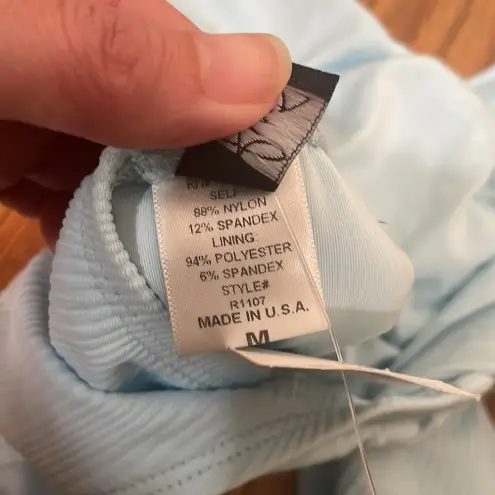 SELF
88% NYLON
12% SPANDEX
LINING:
94% POLYESTER
6% SPANDEX
STYLE#
R1107
MADE IN U.S.A.
M